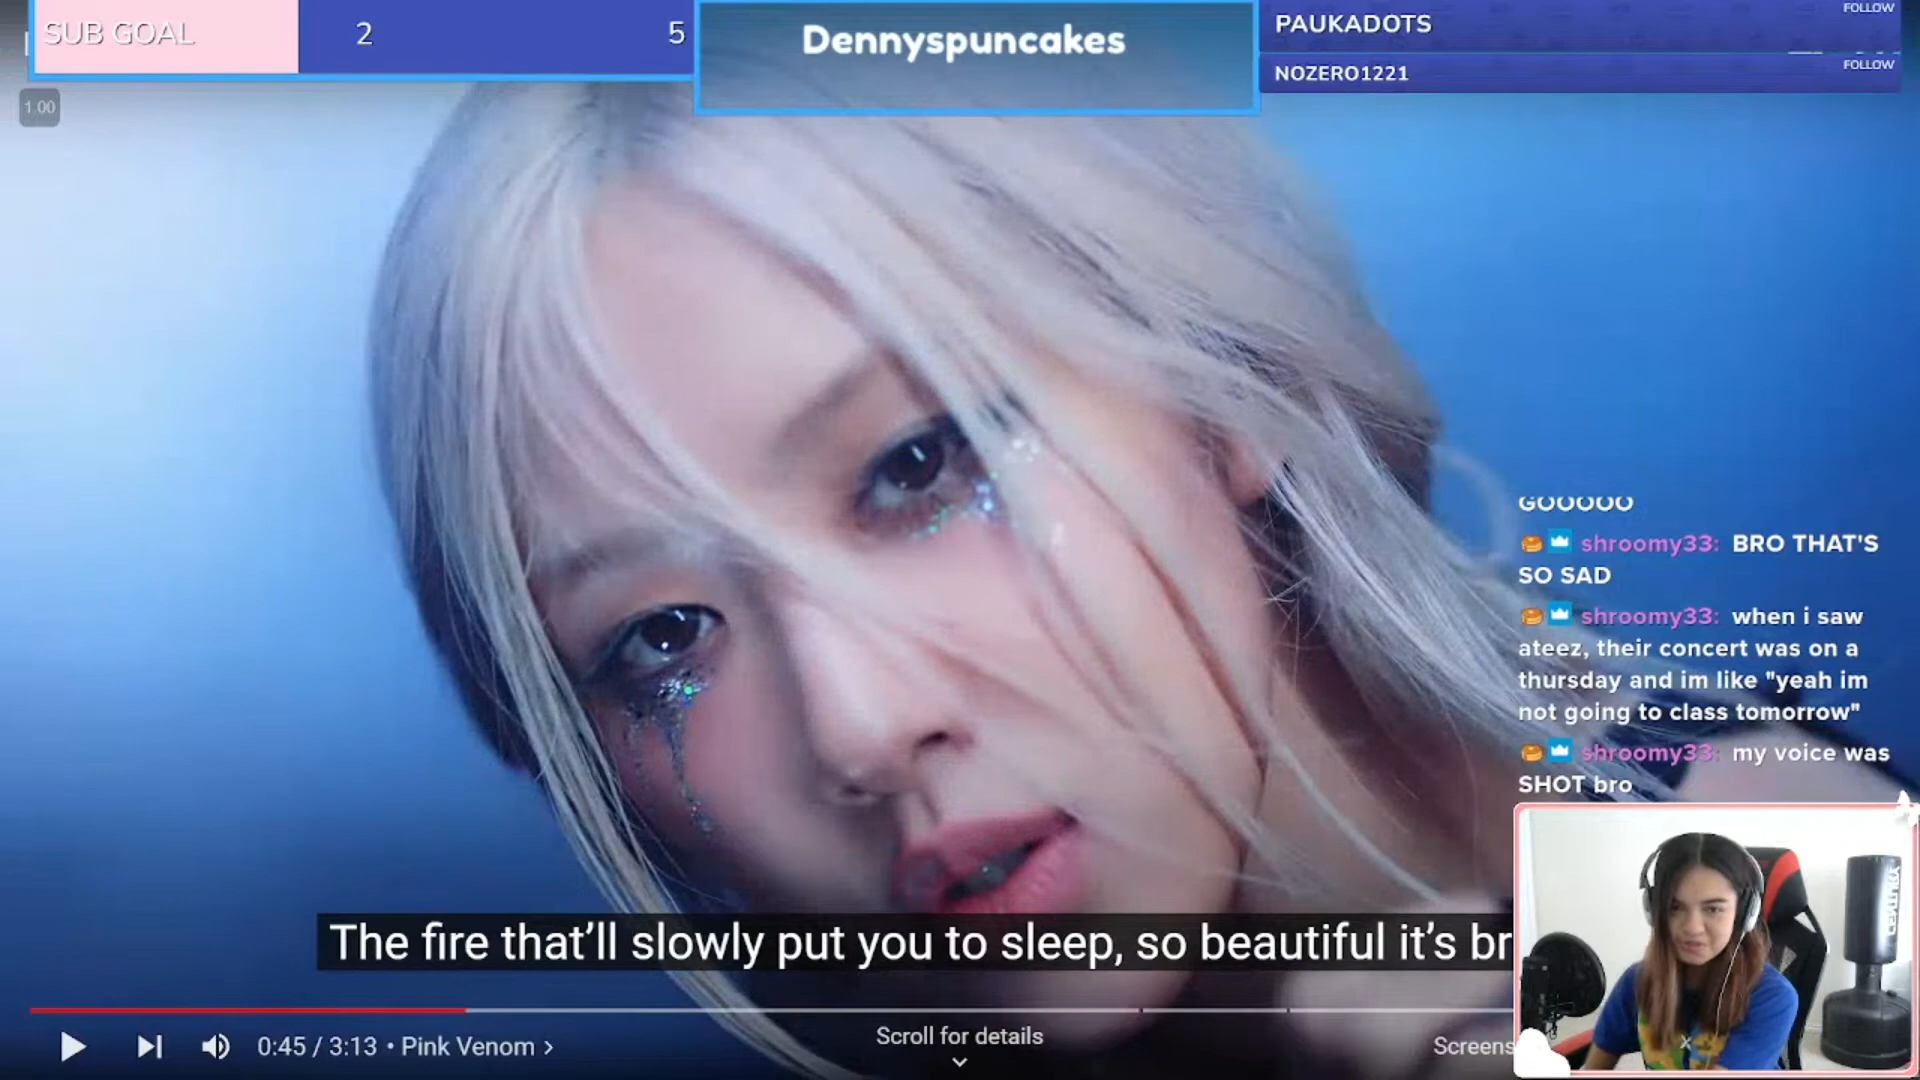 SUB GOAL 2 5
Dennyspuncakes
PAUKADOTS FOLLOW
NOZERO1221 FOLLOW
1.00
GOOOOO
shroomy33: BRO THAT'S
SO SAD
shroomy33: when i saw
ateez, their concert was on a
thursday and im like "yeah im
not going to class tomorrow"
shroomy33: my voice was
SHOT bro
CENTURY
The fire that’ll slowly put you to sleep, so beautiful it’s br
0:45 / 3:13 • Pink Venom ›
Scroll for details
Screens